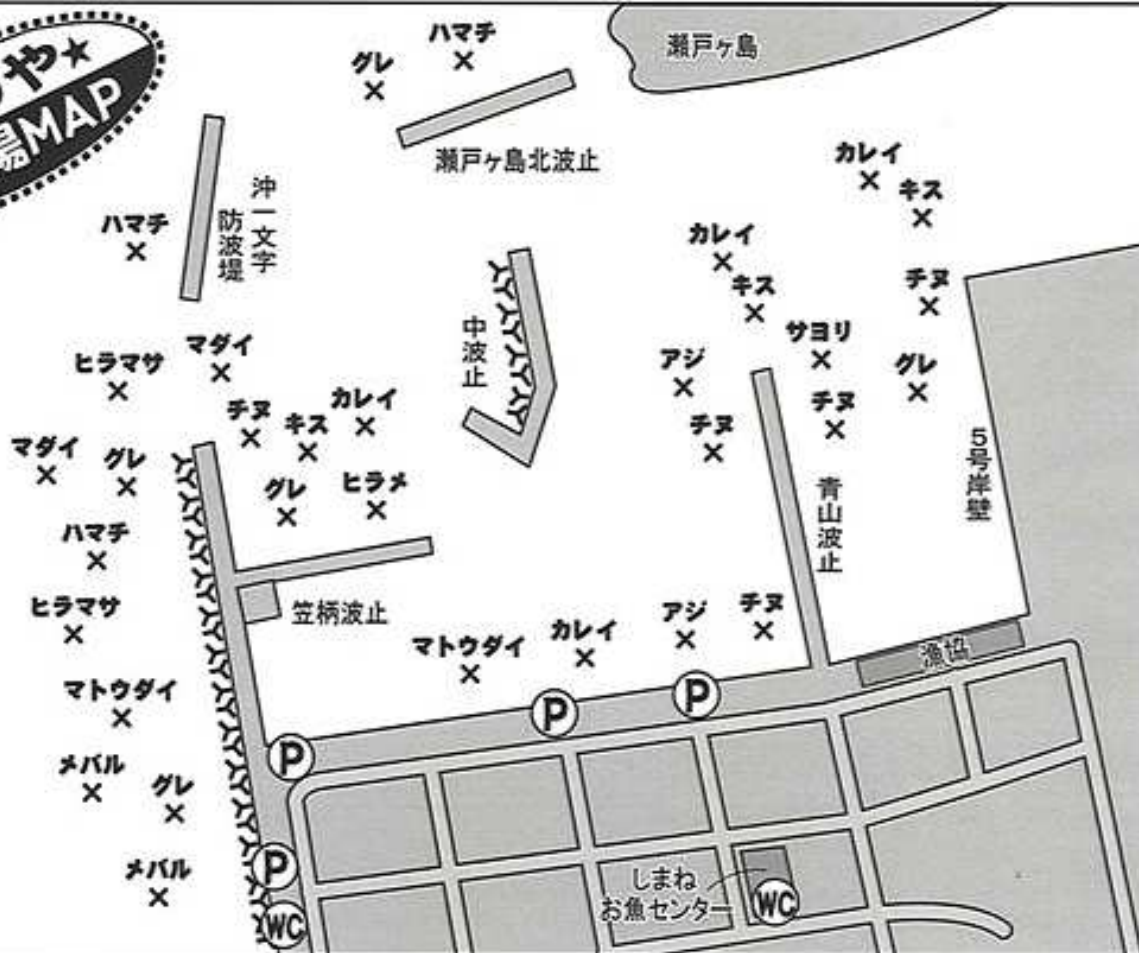 場MAP
ハマチ
グレ
瀬戸ヶ島
瀬戸ヶ島北波止
沖一文字
防波堤
ハマチ
カレイ
キス
カレイ
キス
チヌ
サヨリ
グレ
アジ
チヌ
チヌ
中波止
マダイ
ヒラマサ
チヌ
キス
カレイ
マダイ
グレ
グレ
ヒラメ
5号岸壁
青山波止
ハマチ
ヒラマサ
笠柄波止
マトウダイ
カレイ
アジ
チヌ
漁協
マトウダイ
P
P
P
メバル
グレ
メバル
P
WC
しまね
お魚センター
WC